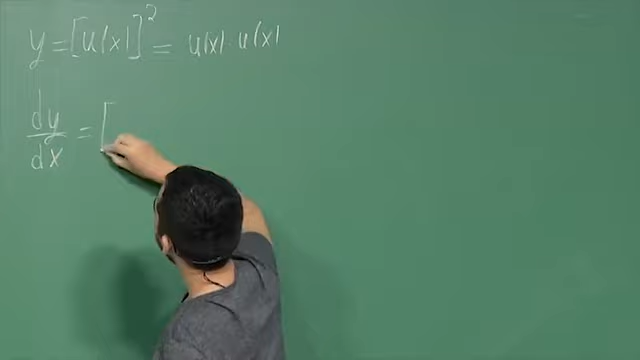 y = [u(x)]² = u(x) · u(x)
dy/dx = [